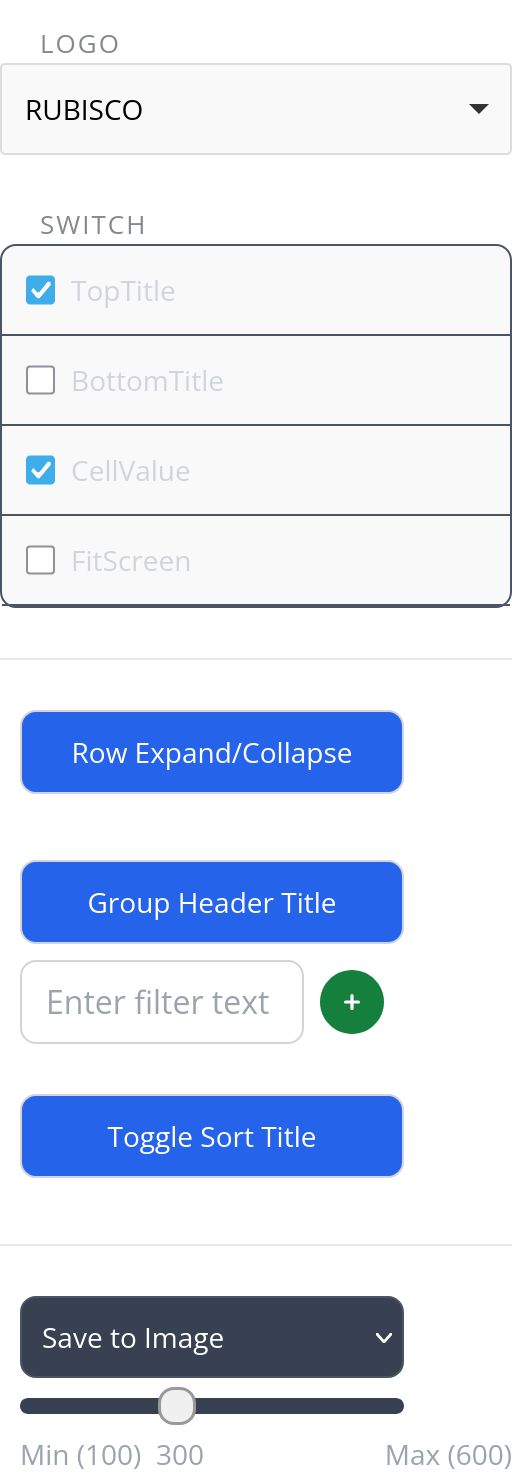 LOGO
RUBISCO
SWITCH
TopTitle
BottomTitle
CellValue
FitScreen
Row Expand/Collapse
Group Header Title
Enter filter text
+
Toggle Sort Title
Save to Image
Min (100) 300 Max (600)